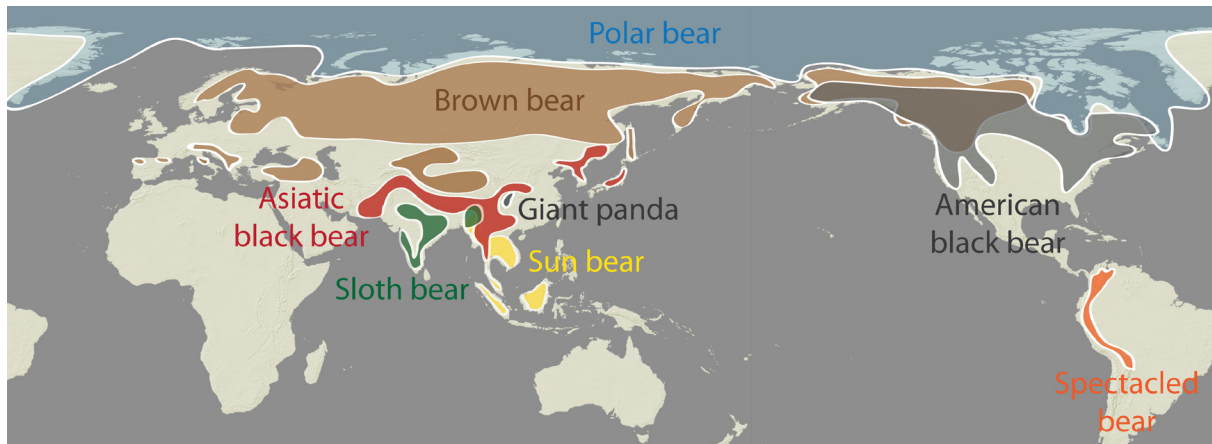 Polar bear
Brown bear
Asiatic
black bear
Giant panda
American
black bear
Sun bear
Sloth bear
Spectacled
bear